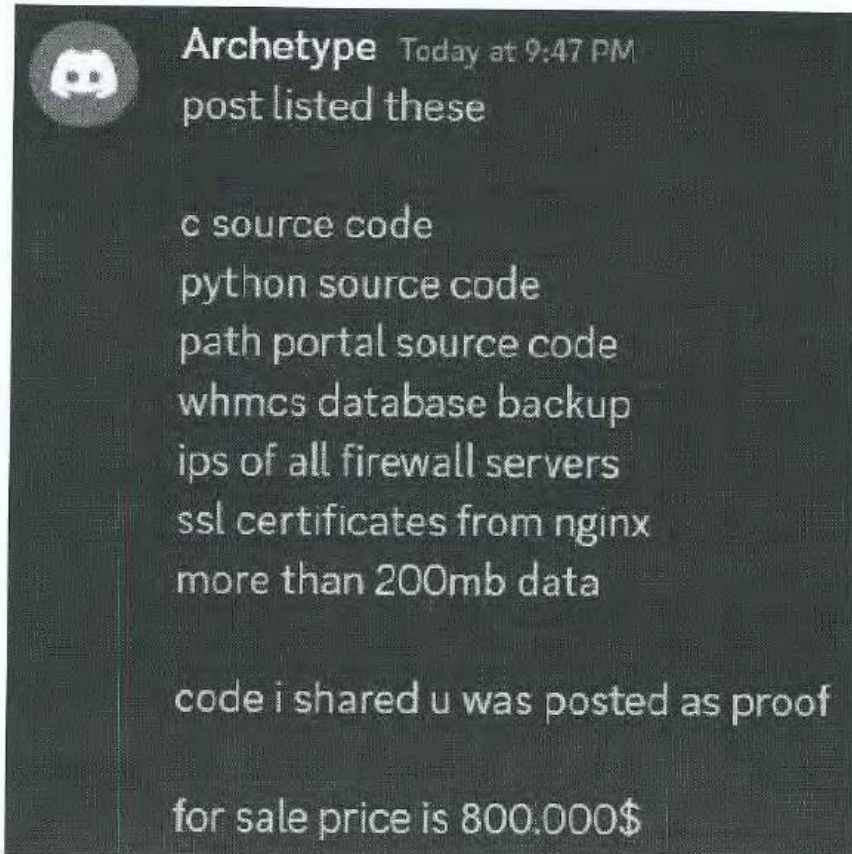 Archetype Today at 9:47 PM
post listed these
c source code
python source code
path portal source code
whmcs database backup
ips of all firewall servers
ssl certificates from nginx
more than 200mb data
code i shared u was posted as proof
for sale price is 800.000$